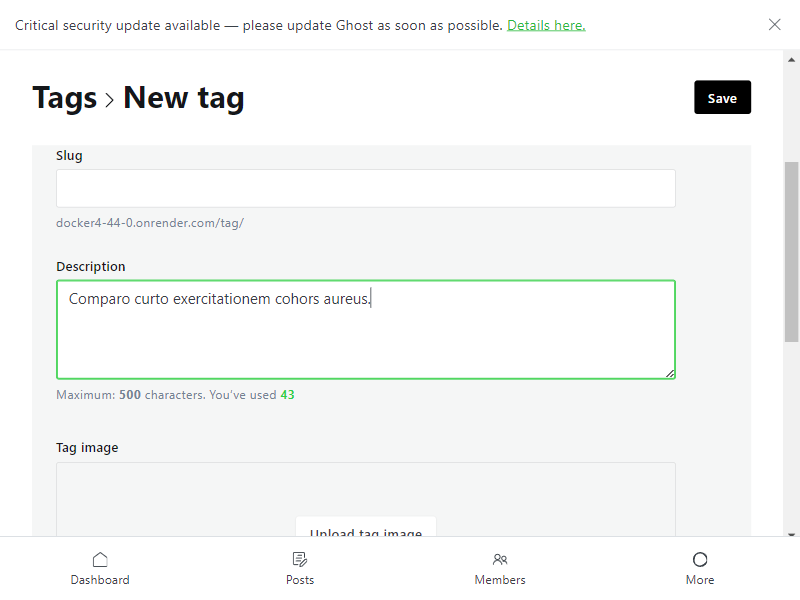 Critical security update available — please update Ghost as soon as possible. Details here.
Tags › New tag
Save
Slug
docker4-44-0.onrender.com/tag/
Description
Comparo curto exercitationem cohors aureus.
Maximum: 500 characters. You've used 43
Tag image
Upload tag image
Dashboard
Posts
Members
More